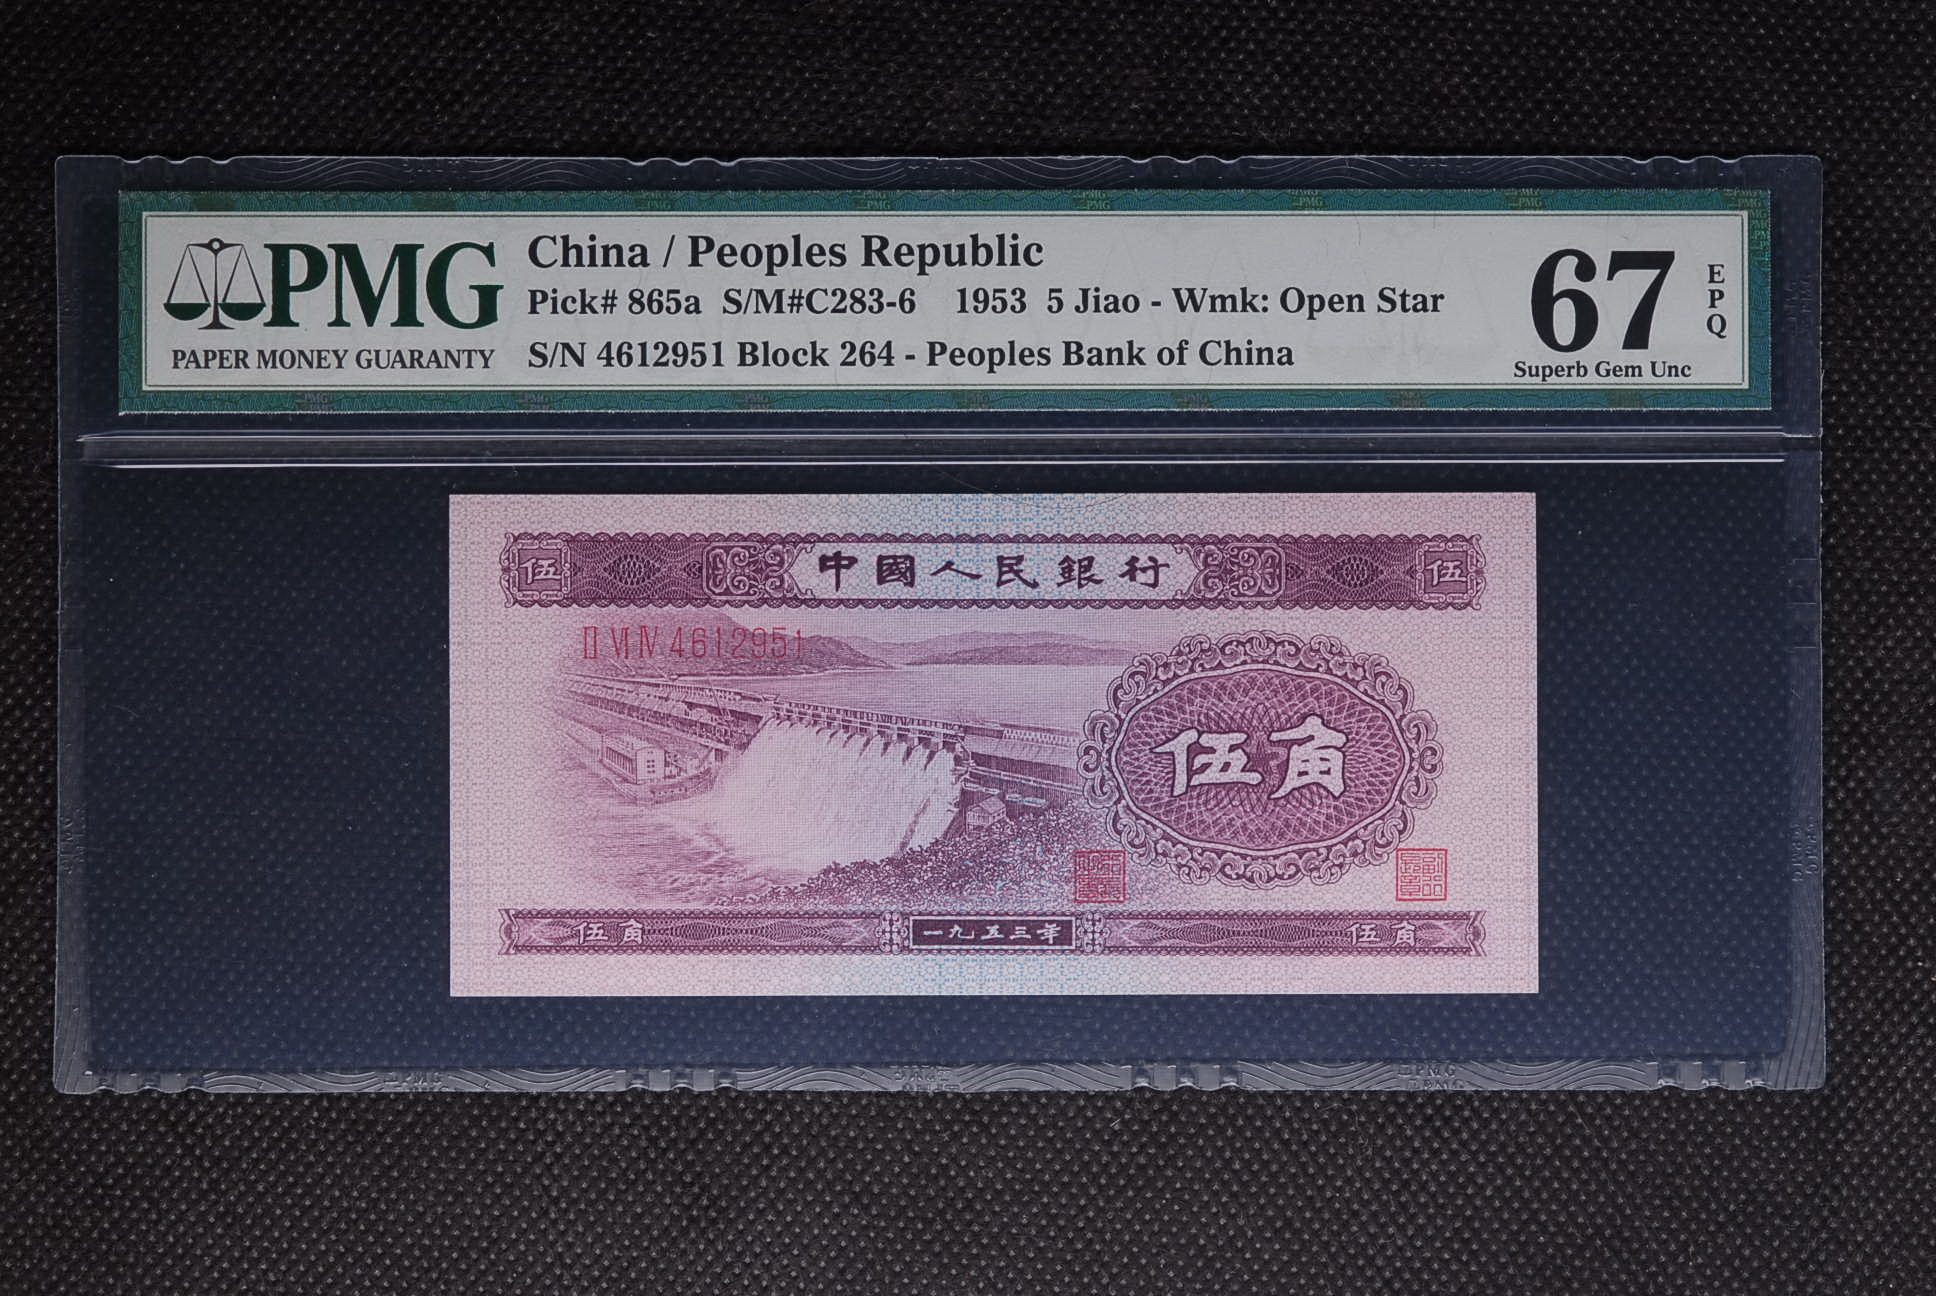 PMG
PAPER MONEY GUARANTY
China / Peoples Republic
Pick# 865a S/M#C283-6 1953 5 Jiao - Wmk: Open Star
S/N 4612951 Block 264 - Peoples Bank of China
67
EPQ
Superb Gem Unc
伍 中國人民銀行 伍
Ⅱ Ⅵ Ⅳ 4612951
伍角
伍角 一九五三年 伍角